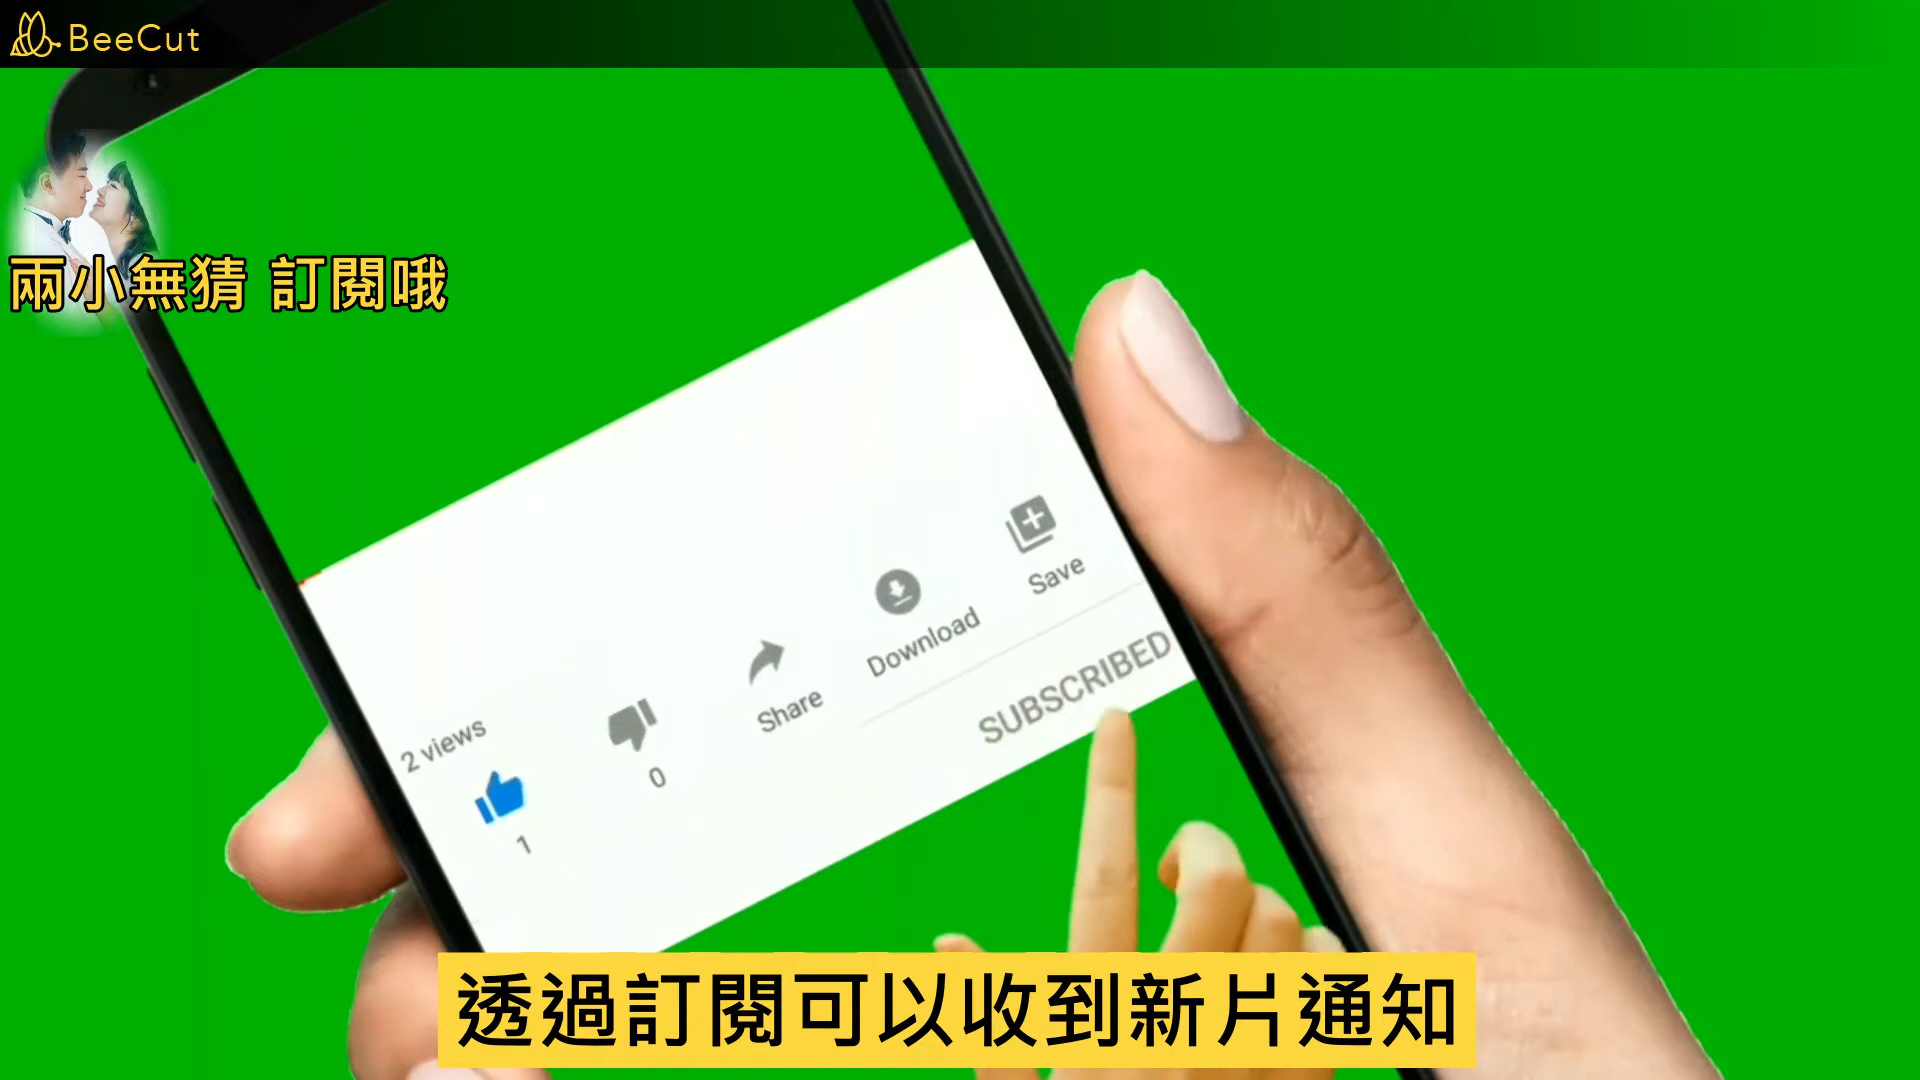 BeeCut
兩小無猜 訂閱哦
Save
Download
SUBSCRIBED
Share
2 views
0
1
透過訂閱可以收到新片通知